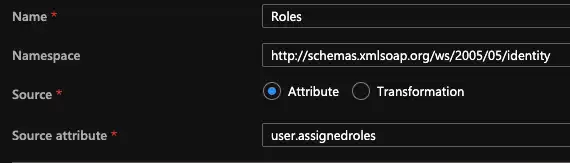 Name * Roles
Namespace http://schemas.xmlsoap.org/ws/2005/05/identity
Source * Attribute Transformation
Source attribute * user.assignedroles